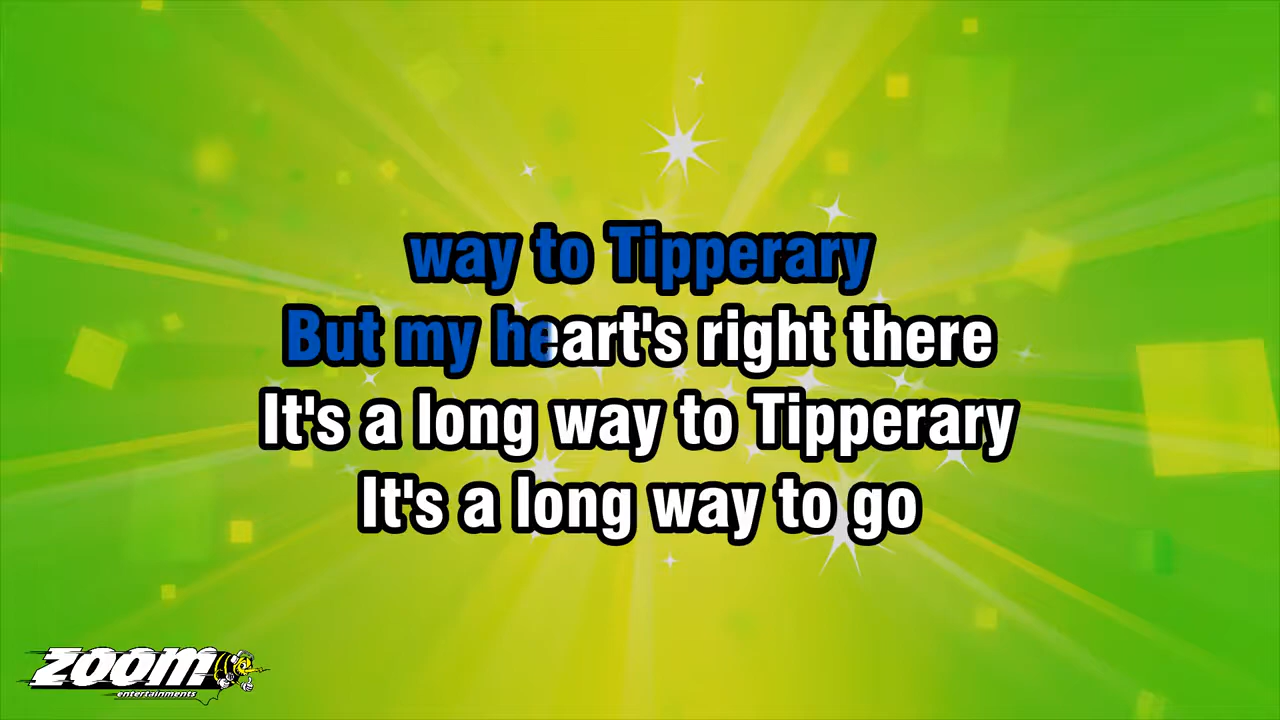 way to Tipperary
But my heart's right there
It's a long way to Tipperary
It's a long way to go
zoom
entertainments